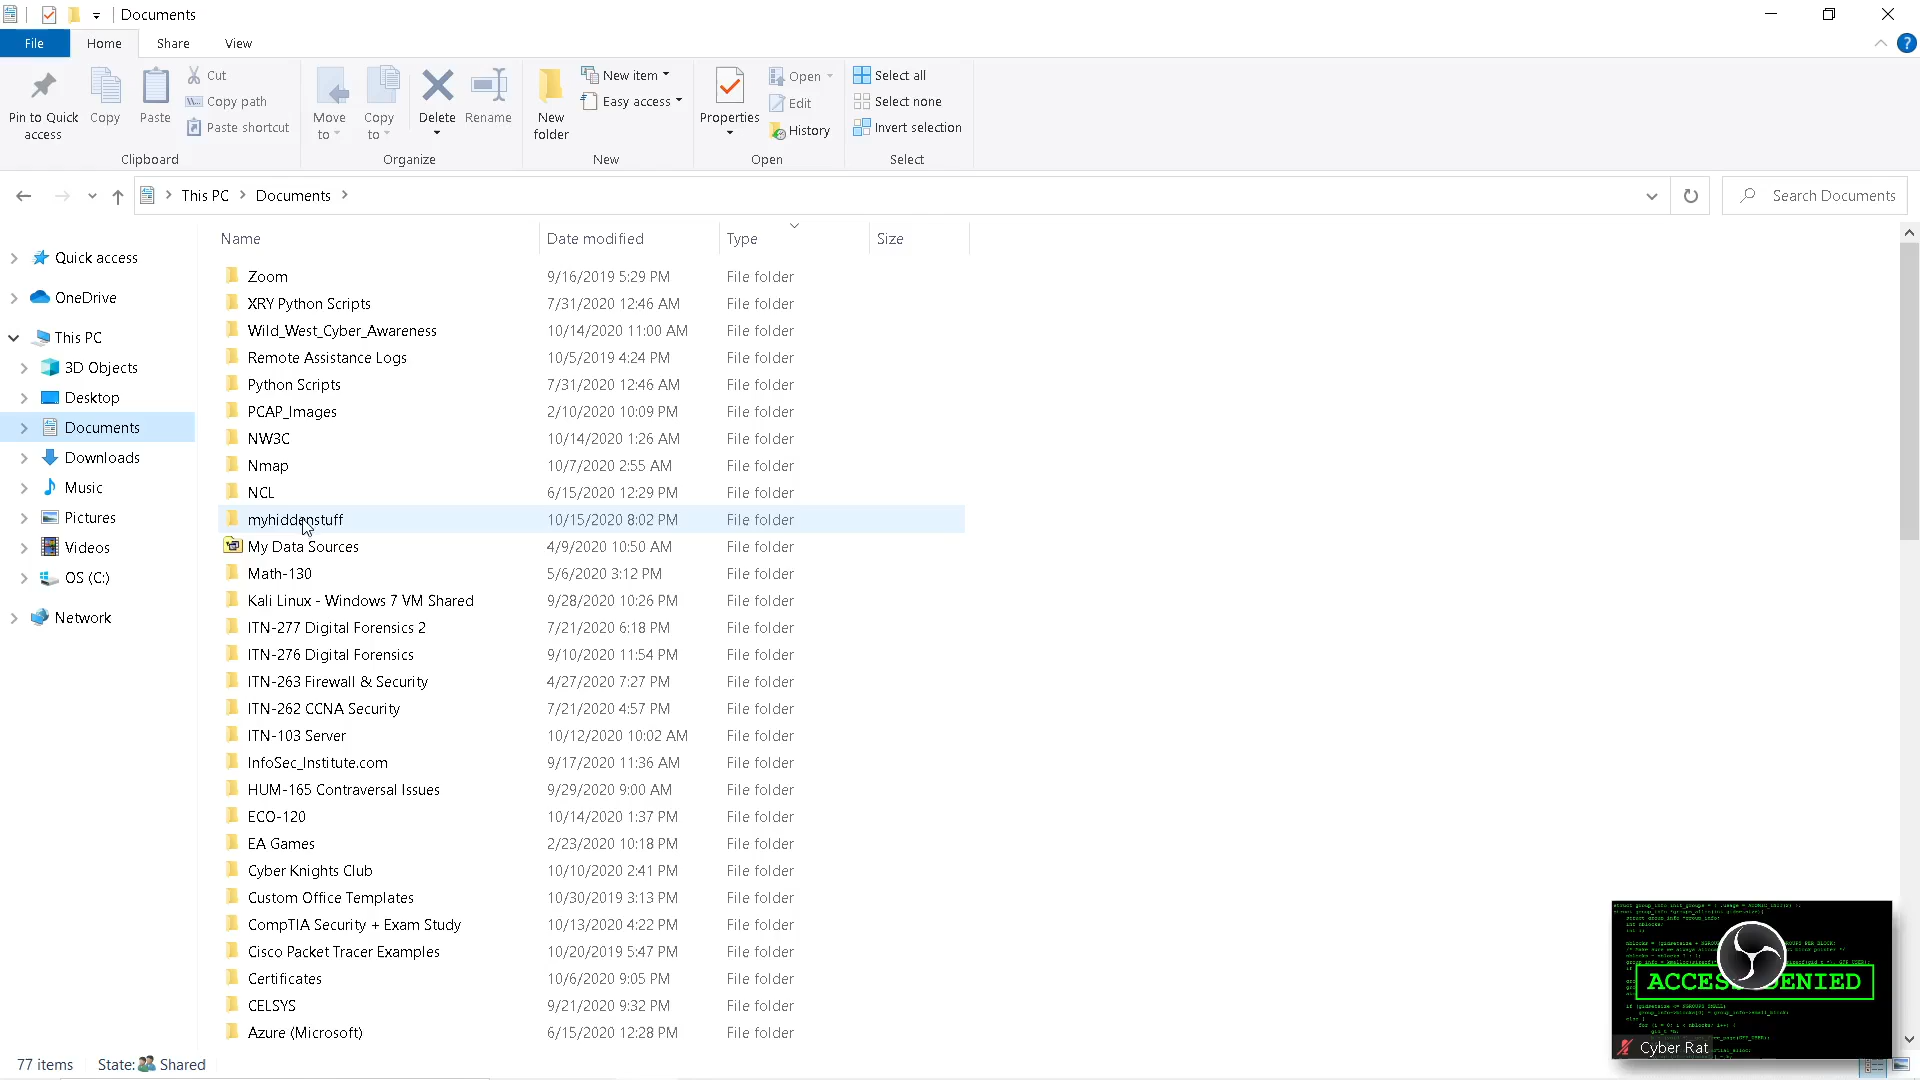 Documents
File Home Share View
Pin to Quick access
Copy
Paste
Cut
Copy path
Paste shortcut
Clipboard
Move to
Copy to
Delete
Rename
Organize
New folder
New item
Easy access
New
Properties
Open
Edit
History
Open
Select all
Select none
Invert selection
Select
This PC Documents
Search Documents
Quick access
OneDrive
This PC
3D Objects
Desktop
Documents
Downloads
Music
Pictures
Videos
OS (C:)
Network
Name Date modified Type Size
Zoom 9/16/2019 5:29 PM File folder
XRY Python Scripts 7/31/2020 12:46 AM File folder
Wild_West_Cyber_Awareness 10/14/2020 11:00 AM File folder
Remote Assistance Logs 10/5/2019 4:24 PM File folder
Python Scripts 7/31/2020 12:46 AM File folder
PCAP_Images 2/10/2020 10:09 PM File folder
NW3C 10/14/2020 1:26 AM File folder
Nmap 10/7/2020 2:55 AM File folder
NCL 6/15/2020 12:29 PM File folder
myhiddenstuff 10/15/2020 8:02 PM File folder
My Data Sources 4/9/2020 10:50 AM File folder
Math-130 5/6/2020 3:12 PM File folder
Kali Linux - Windows 7 VM Shared 9/28/2020 10:26 PM File folder
ITN-277 Digital Forensics 2 7/21/2020 6:18 PM File folder
ITN-276 Digital Forensics 9/10/2020 11:54 PM File folder
ITN-263 Firewall & Security 4/27/2020 7:27 PM File folder
ITN-262 CCNA Security 7/21/2020 4:57 PM File folder
ITN-103 Server 10/12/2020 10:02 AM File folder
InfoSec_Institute.com 9/17/2020 11:36 AM File folder
HUM-165 Contraversal Issues 9/29/2020 9:00 AM File folder
ECO-120 10/14/2020 1:37 PM File folder
EA Games 2/23/2020 10:18 PM File folder
Cyber Knights Club 10/10/2020 2:41 PM File folder
Custom Office Templates 10/30/2019 3:13 PM File folder
CompTIA Security + Exam Study 10/13/2020 4:22 PM File folder
Cisco Packet Tracer Examples 10/20/2019 5:47 PM File folder
Certificates 10/6/2020 9:05 PM File folder
CELSYS 9/21/2020 9:32 PM File folder
Azure (Microsoft) 6/15/2020 12:28 PM File folder
77 items State: Shared
ACCESS DENIED
Cyber Rat